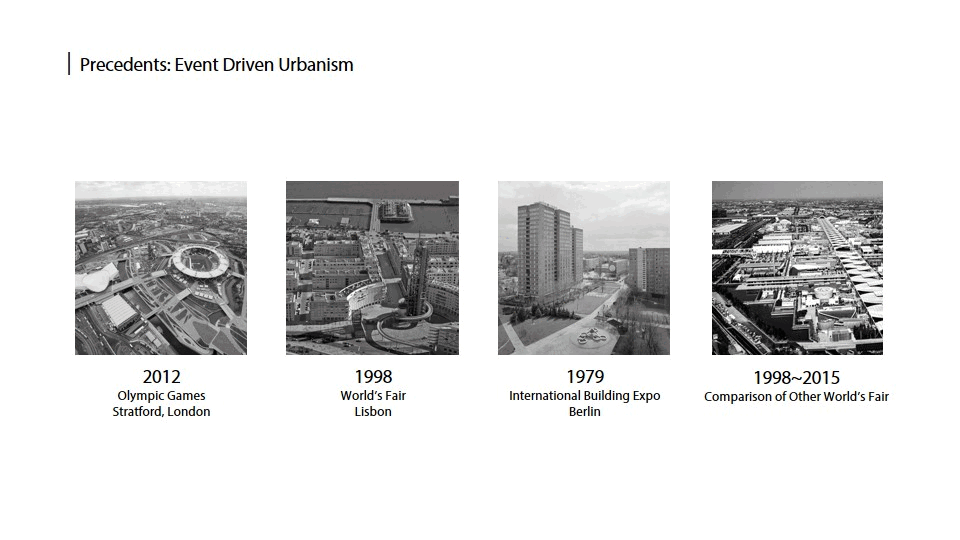 Precedents: Event Driven Urbanism
2012
Olympic Games
Stratford, London
1998
World's Fair
Lisbon
1979
International Building Expo
Berlin
1998~2015
Comparison of Other World's Fair